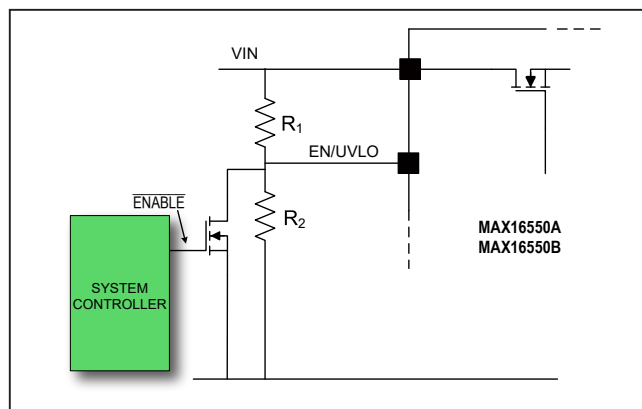 VIN
R1
EN/UVLO
ENABLE
R2
MAX16550A
MAX16550B
SYSTEM
CONTROLLER